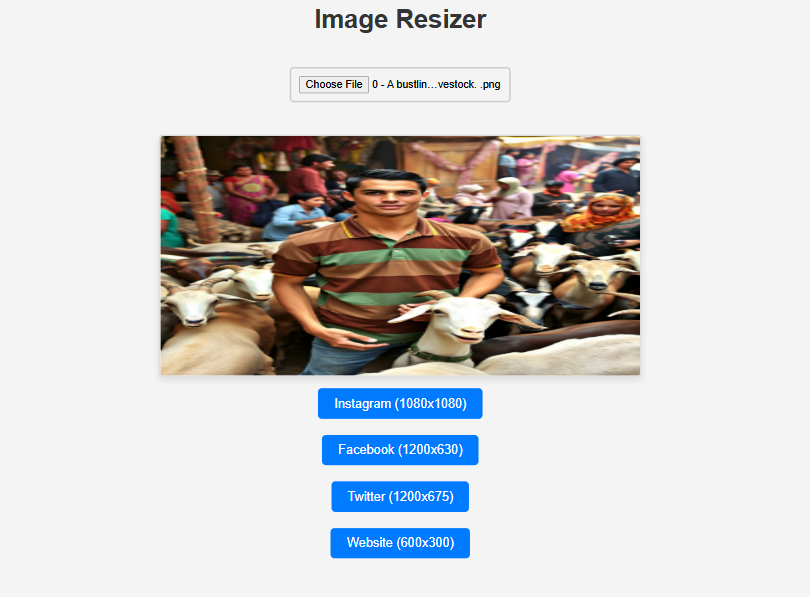 Image Resizer
Choose File 0 - A bustlin...vestock. .png
Instagram (1080x1080)
Facebook (1200x630)
Twitter (1200x675)
Website (600x300)